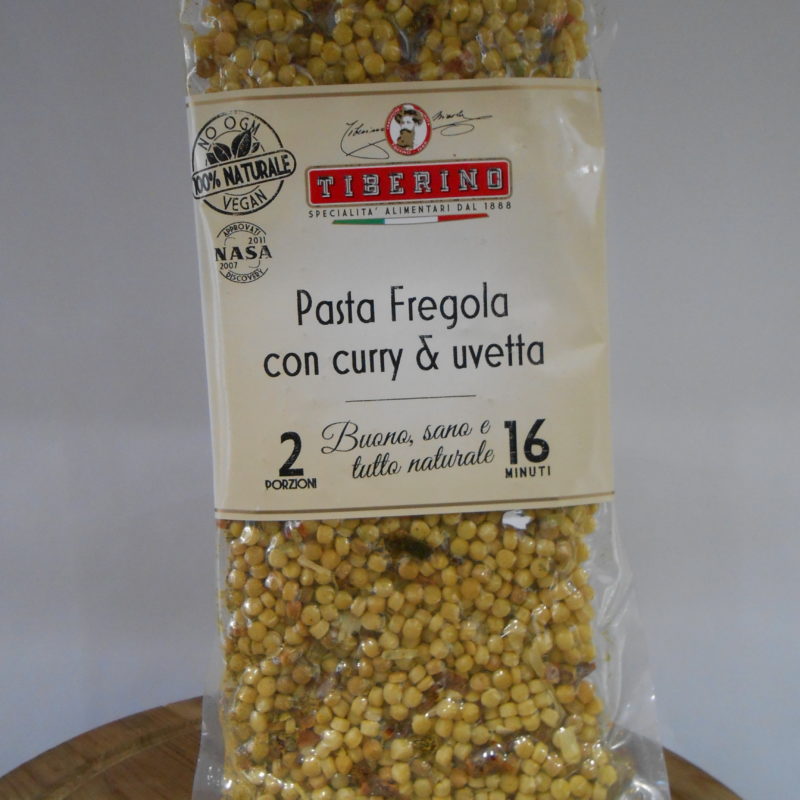 NO OGM
100% NATURALE
VEGAN
TIBERINO
SPECIALITA' ALIMENTARI DAL 1888
APPROVATI
2011
NASA
2007
DISCOVERY
Pasta Fregola
con curry & uvetta
2
PORZIONI
Buono, sano e
tutto naturale
16
MINUTI